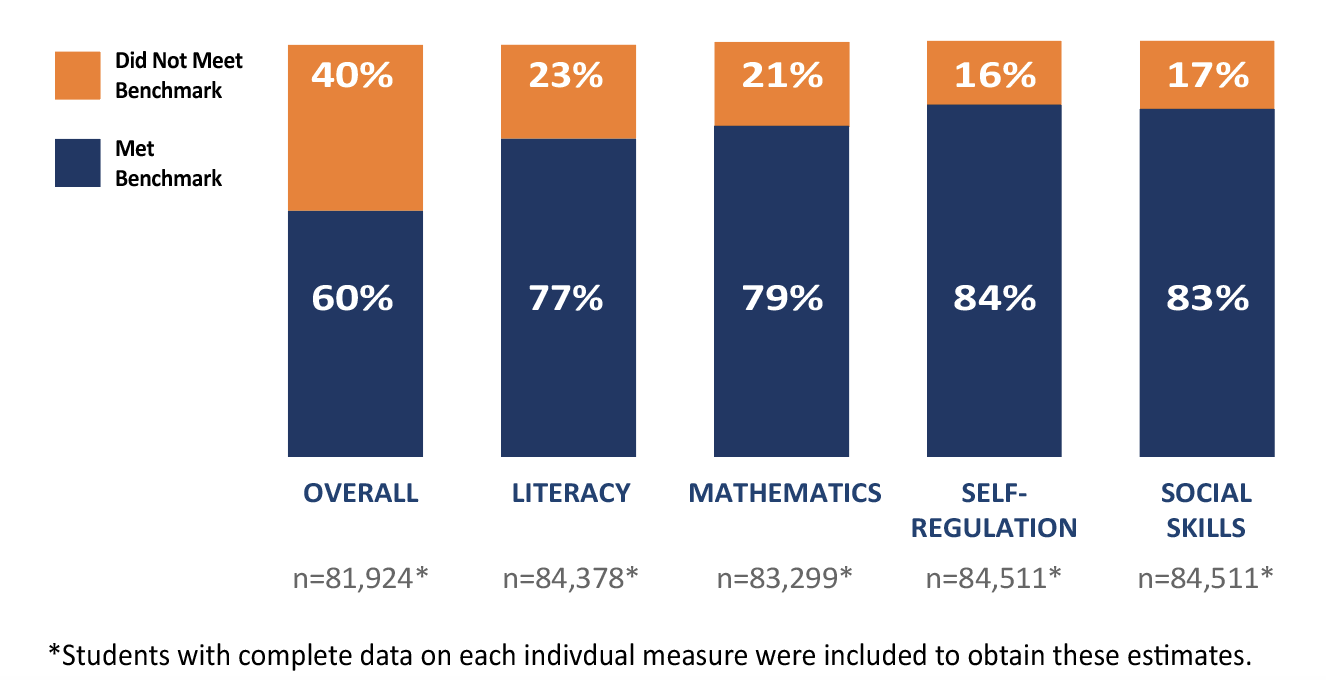 Did Not Meet
Benchmark
Met
Benchmark
40% 23% 21% 16% 17%
60% 77% 79% 84% 83%
OVERALL LITERACY MATHEMATICS SELF- SOCIAL
REGULATION SKILLS
n=81,924* n=84,378* n=83,299* n=84,511* n=84,511*
*Students with complete data on each indivdual measure were included to obtain these estimates.